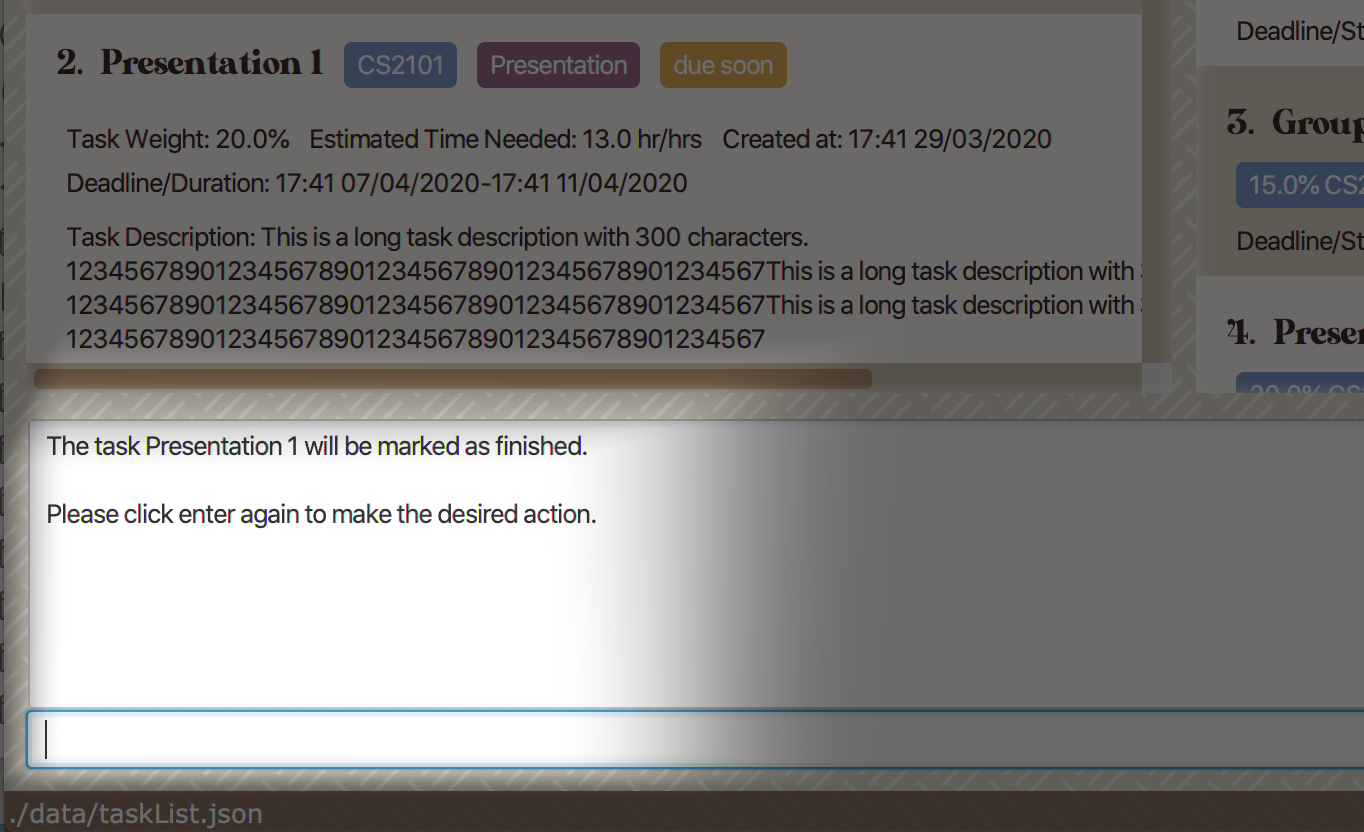 2. Presentation 1 CS2101 Presentation due soon
Task Weight: 20.0% Estimated Time Needed: 13.0 hr/hrs Created at: 17:41 29/03/2020
Deadline/Duration: 17:41 07/04/2020-17:41 11/04/2020
Task Description: This is a long task description with 300 characters.
12345678901234567890123456789012345678901234567This is a long task description with
12345678901234567890123456789012345678901234567This is a long task description with
12345678901234567890123456789012345678901234567
Deadline/St
3. Group
15.0% CS2
Deadline/St
4. Presen
20.0% CS2
The task Presentation 1 will be marked as finished.
Please click enter again to make the desired action.
./data/taskList.json